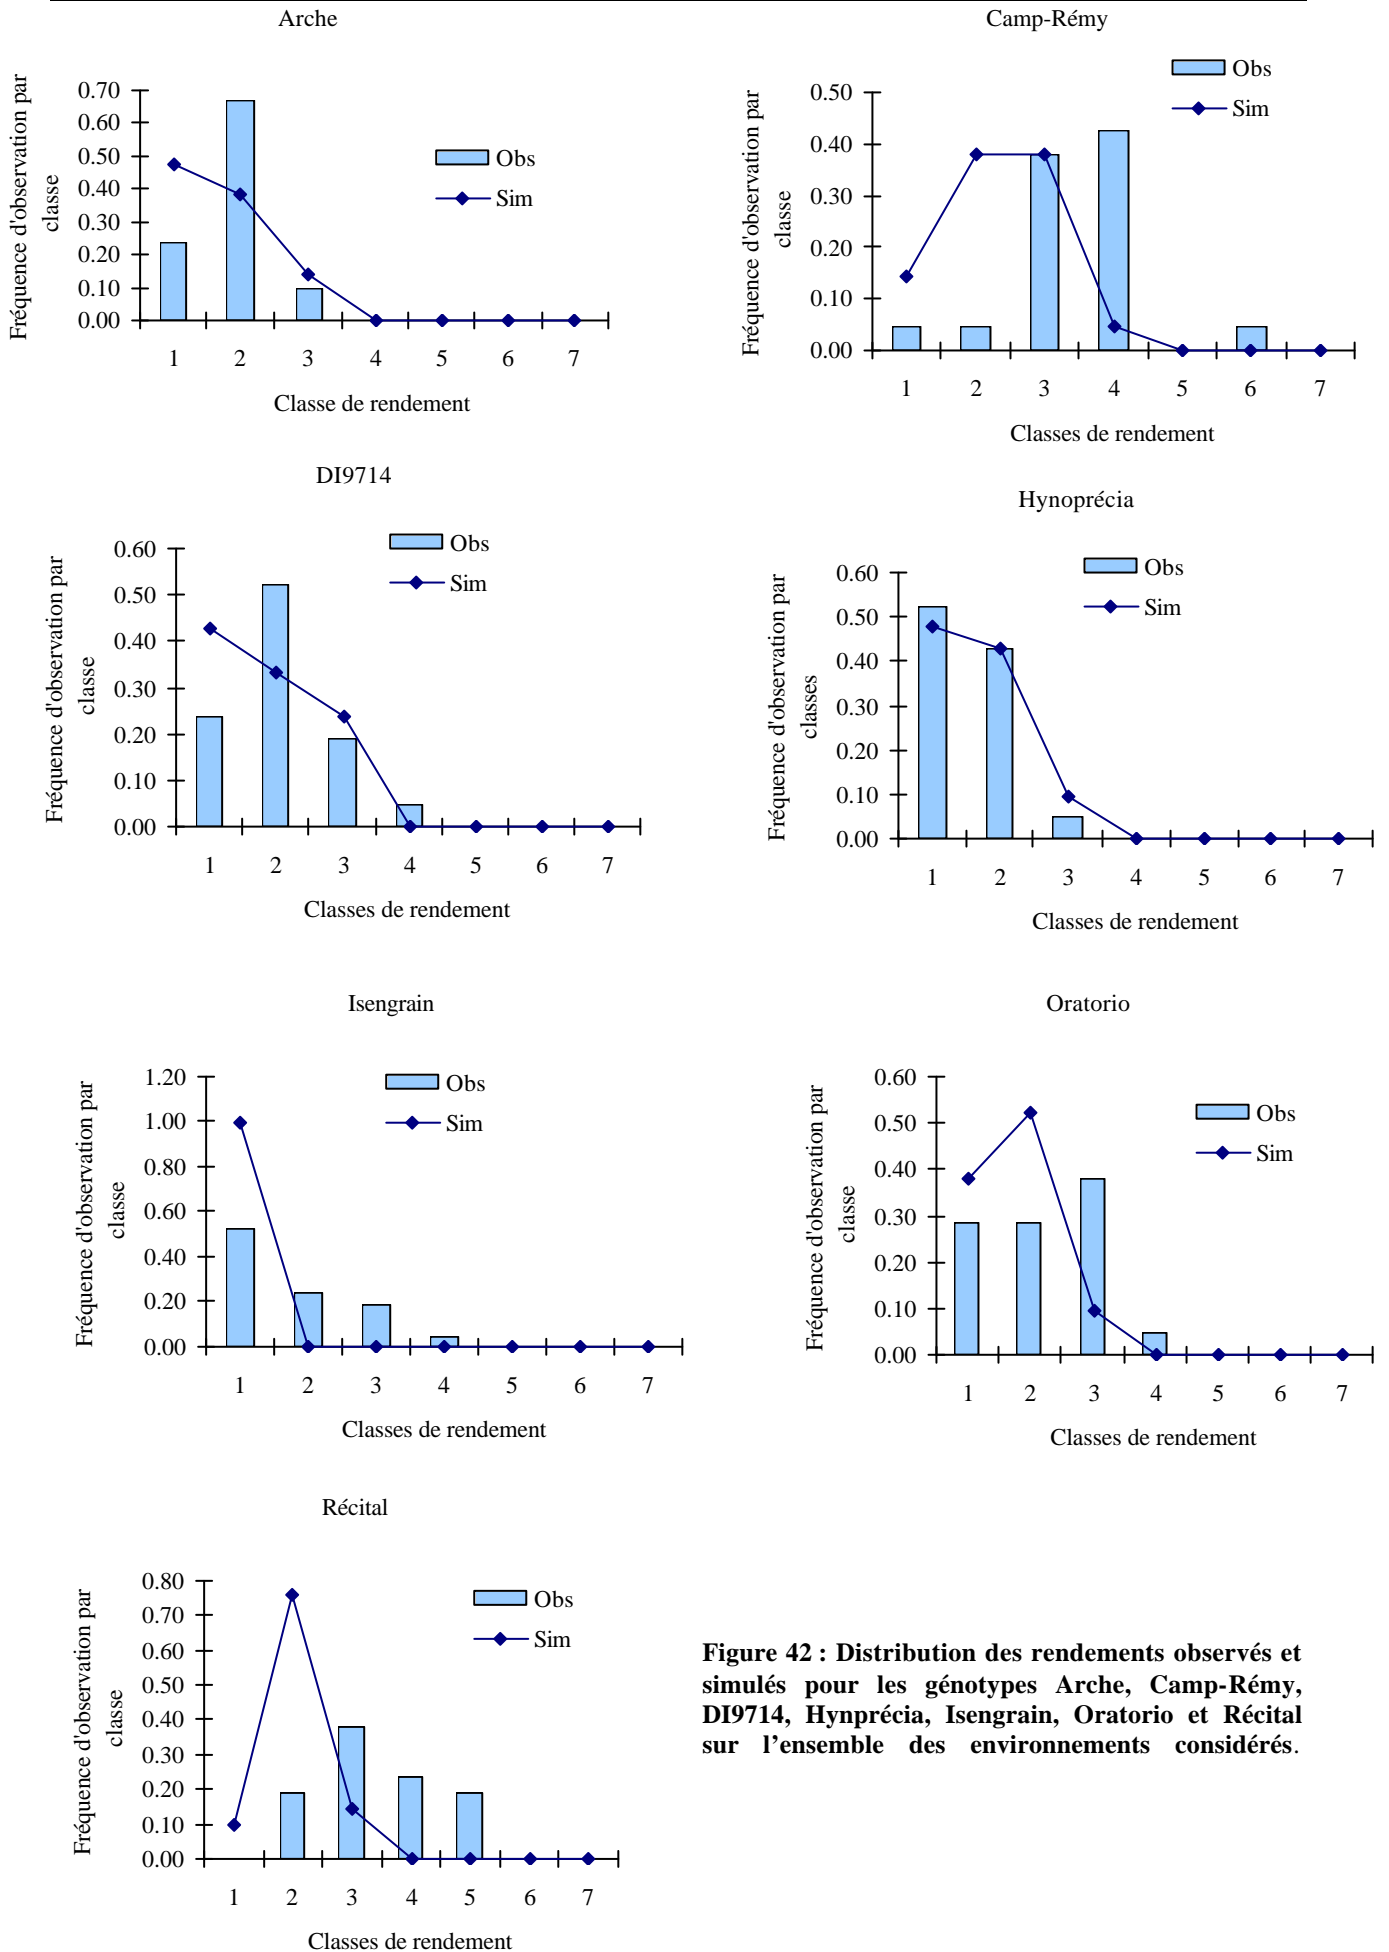 Arche
Fréquence d'observation par
classe
0.70
0.60
0.50
0.40
0.30
0.20
0.10
0.00
Obs
Sim
1 2 3 4 5 6 7
Classe de rendement
Camp-Rémy
Fréquence d'observation par
classe
0.50
0.40
0.30
0.20
0.10
0.00
Obs
Sim
1 2 3 4 5 6 7
Classes de rendement
DI9714
Fréquence d'observation par
classe
0.60
0.50
0.40
0.30
0.20
0.10
0.00
Obs
Sim
1 2 3 4 5 6 7
Classes de rendement
Hynoprécia
Fréquence d'observation par
classes
0.60
0.50
0.40
0.30
0.20
0.10
0.00
Obs
Sim
1 2 3 4 5 6 7
Classes de rendement
Isengrain
Fréquence d'observation par
classe
1.20
1.00
0.80
0.60
0.40
0.20
0.00
Obs
Sim
1 2 3 4 5 6 7
Classes de rendement
Oratorio
Fréquence d'observation par
classe
0.60
0.50
0.40
0.30
0.20
0.10
0.00
Obs
Sim
1 2 3 4 5 6 7
Classes de rendement
Récital
Fréquence d'observation par
classe
0.80
0.70
0.60
0.50
0.40
0.30
0.20
0.10
0.00
Obs
Sim
1 2 3 4 5 6 7
Classes de rendement
Figure 42 : Distribution des rendements observés et
simulés pour les génotypes Arche, Camp-Rémy,
DI9714, Hynprécia, Isengrain, Oratorio et Récital
sur l’ensemble des environnements considérés.